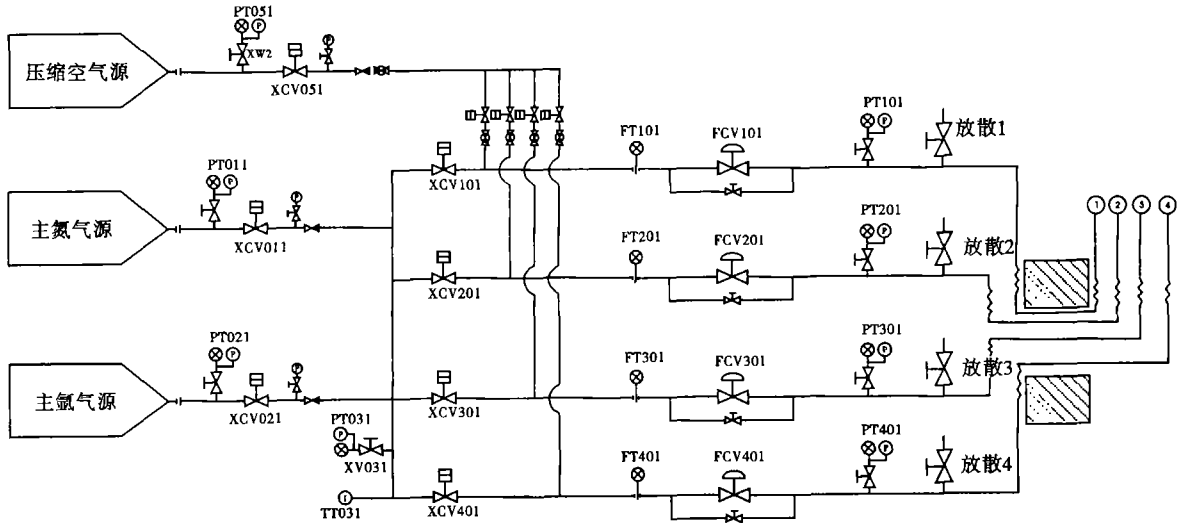 PT051
P
P
XW2
压缩空气源
XCV051
PT101
P
FT101
FCV101
放散1
XCV101
PT011
P
P
主氮气源
XCV011
1
2
3
4
PT201
P
FT201
FCV201
放散2
XCV201
PT021
P
P
主氩气源
XCV021
PT301
P
FT301
FCV301
放散3
XCV301
PT031
P
XV031
PT401
P
FT401
FCV401
放散4
XCV401
TT031